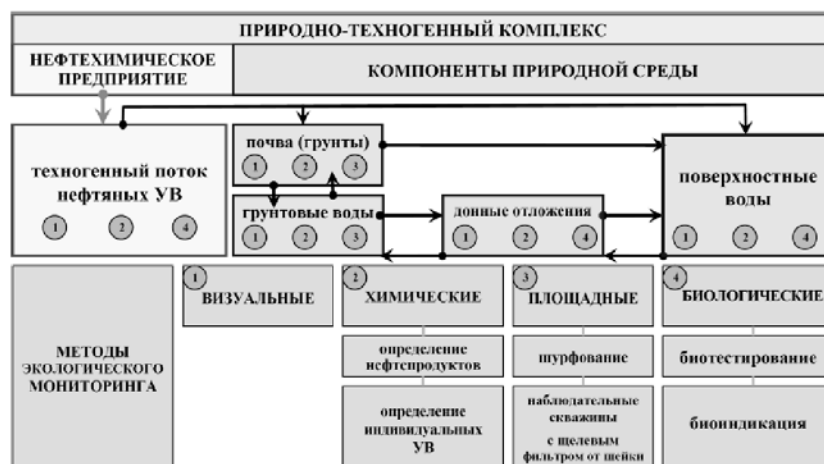 ПРИРОДНО-ТЕХНОГЕННЫЙ КОМПЛЕКС
НЕФТЕХИМИЧЕСКОЕ
ПРЕДПРИЯТИЕ
КОМПОНЕНТЫ ПРИРОДНОЙ СРЕДЫ
техногенный поток
нефтяных УВ
1 2 4
почва (грунты)
1 2 3
грунтовые воды
1 2 3
донные отложения
1 2 4
поверхностные
воды
1 2 4
МЕТОДЫ
ЭКОЛОГИЧЕСКОГО
МОНИТОРИНГА
1
ВИЗУАЛЬНЫЕ
2
ХИМИЧЕСКИЕ
определение
нефтепродуктов
определение
индивидуальных
УВ
3
ПЛОЩАДНЫЕ
шурфование
наблюдательные
скважины
с щелевым
фильтром от шейки
4
БИОЛОГИЧЕСКИЕ
биотестирование
биоиндикация